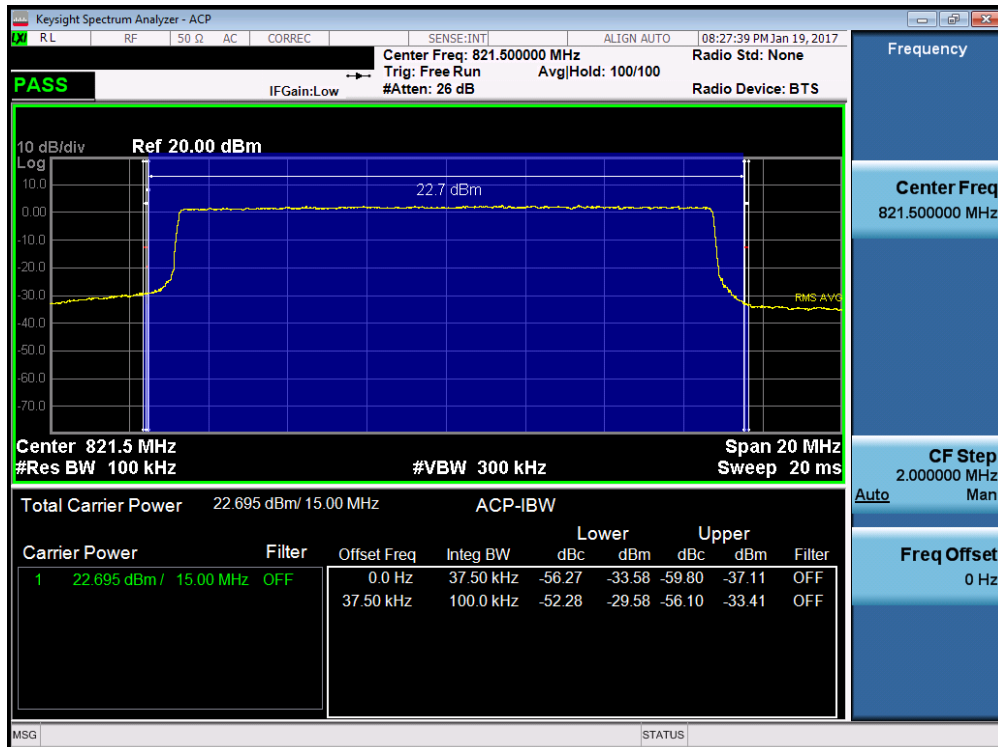 Keysight Spectrum Analyzer - ACP
LXI RL RF 50 Ω AC CORREC SENSE:INT ALIGN AUTO 08:27:39 PM Jan 19, 2017
Center Freq: 821.500000 MHz Radio Std: None
Trig: Free Run Avg|Hold: 100/100
PASS IFGain:Low #Atten: 26 dB Radio Device: BTS
10 dB/div Ref 20.00 dBm
Log
10.0
22.7 dBm
0.00
-10.0
-20.0
-30.0
RMS AVG
-40.0
-50.0
-60.0
-70.0
Center 821.5 MHz Span 20 MHz
#Res BW 100 kHz #VBW 300 kHz Sweep 20 ms
Total Carrier Power 22.695 dBm/ 15.00 MHz ACP-IBW
Lower Upper
Carrier Power Filter Offset Freq Integ BW dBc dBm dBc dBm Filter
1 22.695 dBm / 15.00 MHz OFF 0.0 Hz 37.50 kHz -56.27 -33.58 -59.80 -37.11 OFF
37.50 kHz 100.0 kHz -52.28 -29.58 -56.10 -33.41 OFF
MSG STATUS
Frequency
Center Freq
821.500000 MHz
CF Step
2.000000 MHz
Auto Man
Freq Offset
0 Hz